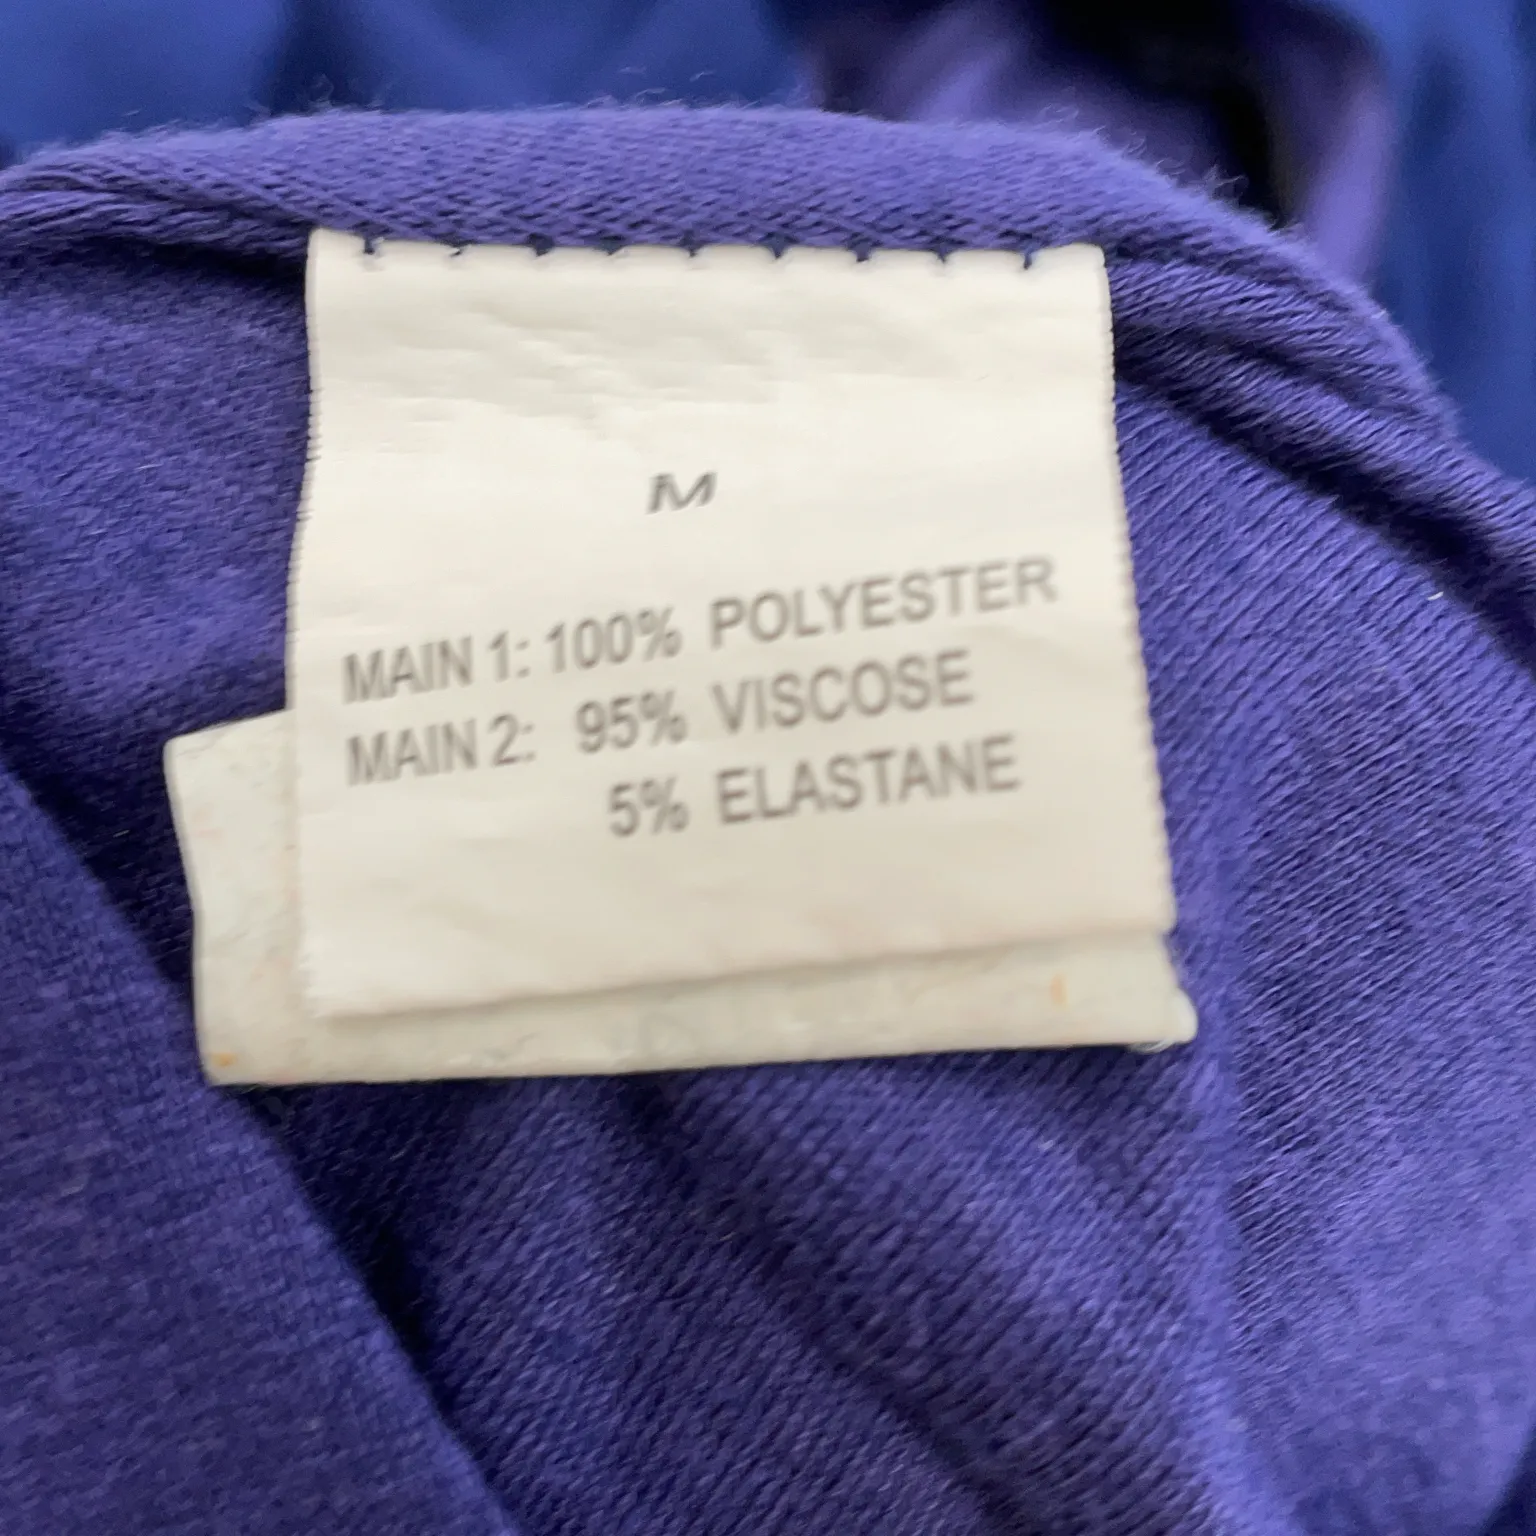 M
MAIN 1: 100% POLYESTER
MAIN 2: 95% VISCOSE
5% ELASTANE